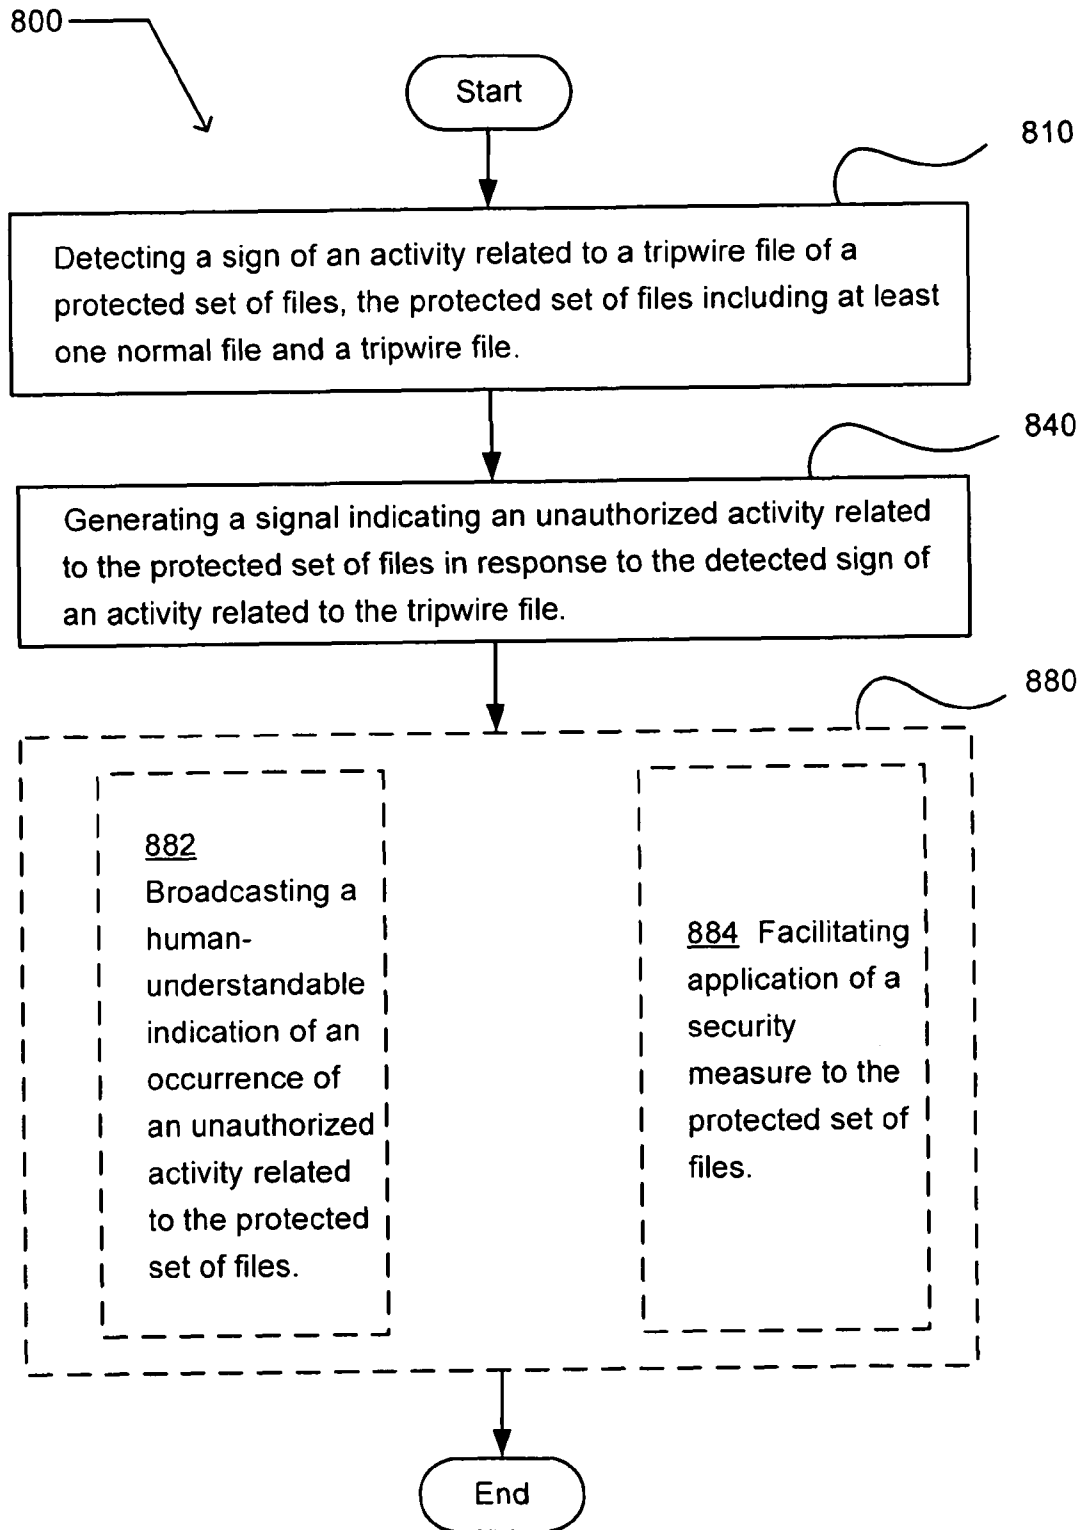 800
Start
810
Detecting a sign of an activity related to a tripwire file of a
protected set of files, the protected set of files including at least
one normal file and a tripwire file.
840
Generating a signal indicating an unauthorized activity related
to the protected set of files in response to the detected sign of
an activity related to the tripwire file.
880
882
Broadcasting a
human-
understandable
indication of an
occurrence of
an unauthorized
activity related
to the protected
set of files.
884 Facilitating
application of a
security
measure to the
protected set of
files.
End